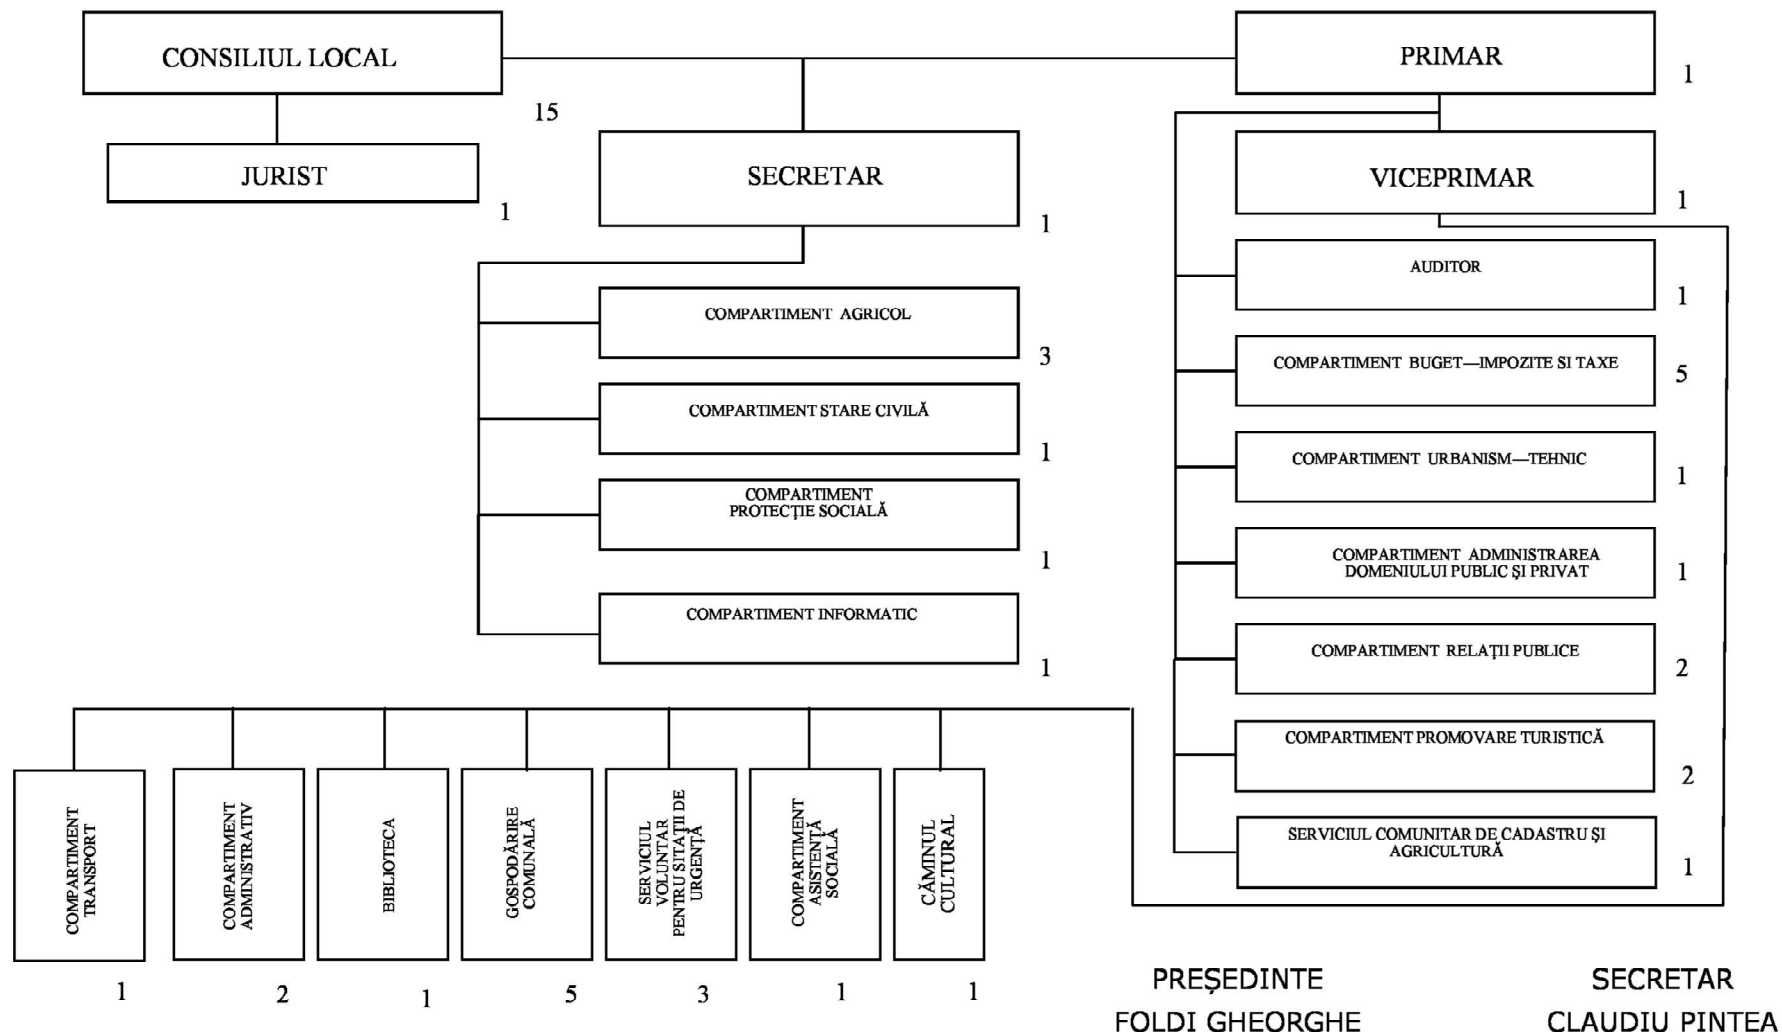 CONSILIUL LOCAL
15
PRIMAR
1
JURIST
1
SECRETAR
1
VICEPRIMAR
1
COMPARTIMENT AGRICOL
3
COMPARTIMENT STARE CIVILĂ
1
COMPARTIMENT
PROTECŢIE SOCIALĂ
1
COMPARTIMENT INFORMATIC
1
AUDITOR
1
COMPARTIMENT BUGET—IMPOZITE SI TAXE
5
COMPARTIMENT URBANISM—TEHNIC
1
COMPARTIMENT ADMINISTRAREA
DOMENIULUI PUBLIC ŞI PRIVAT
1
COMPARTIMENT RELAŢII PUBLICE
2
COMPARTIMENT PROMOVARE TURISTICĂ
2
SERVICIUL COMUNITAR DE CADASTRU ŞI
AGRICULTURĂ
1
COMPARTIMENT
TRANSPORT
1
COMPARTIMENT
ADMINISTRATIV
2
BIBLIOTECA
1
GOSPODĂRIRE
COMUNALĂ
5
SERVICIUL
VOLUNTAR
PENTRU SITAŢII DE
URGENŢĂ
3
COMPARTIMENT
ASISTENŢĂ
SOCIALĂ
1
CĂMINUL
CULTURAL
1
PREŞEDINTE
FOLDI GHEORGHE
SECRETAR
CLAUDIU PINTEA